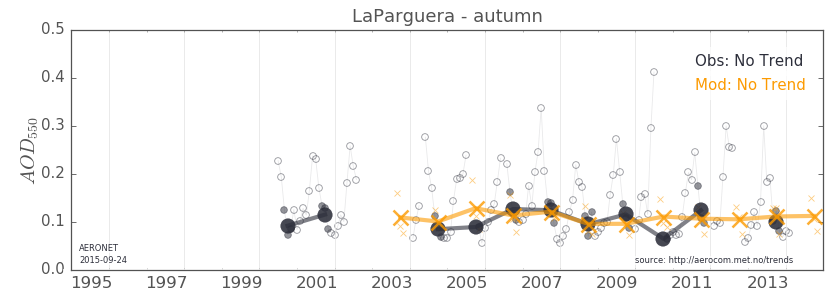 LaParguera - autumn
0.5
0.4
0.3
0.2
0.1
0.0
AOD550
Obs: No Trend
Mod: No Trend
AERONET
2015-09-24
source: http://aerocom.met.no/trends
1995 1997 1999 2001 2003 2005 2007 2009 2011 2013